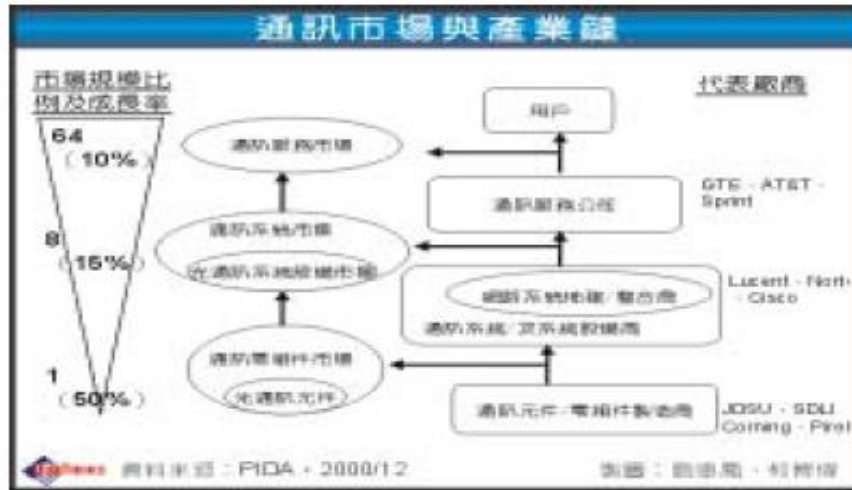 通訊市場與產業鏈
市場規模比
例及成長率
代表廠商
64
(10%)
8
(15%)
1
(50%)
通訊服務市場
用戶
通訊服務公司
GTE、AT&T、
Sprint
通訊系統市場
光通訊系統設備市場
網路系統
整合商
通訊系統/次系統設備商
Lucent、Nort
、Cisco
通訊零組件市場
光通訊元件
通訊元件/零組件製造商
JDSU、SDLI
Corning、Pirel
資料來源：PIDA，2000/12
製圖：